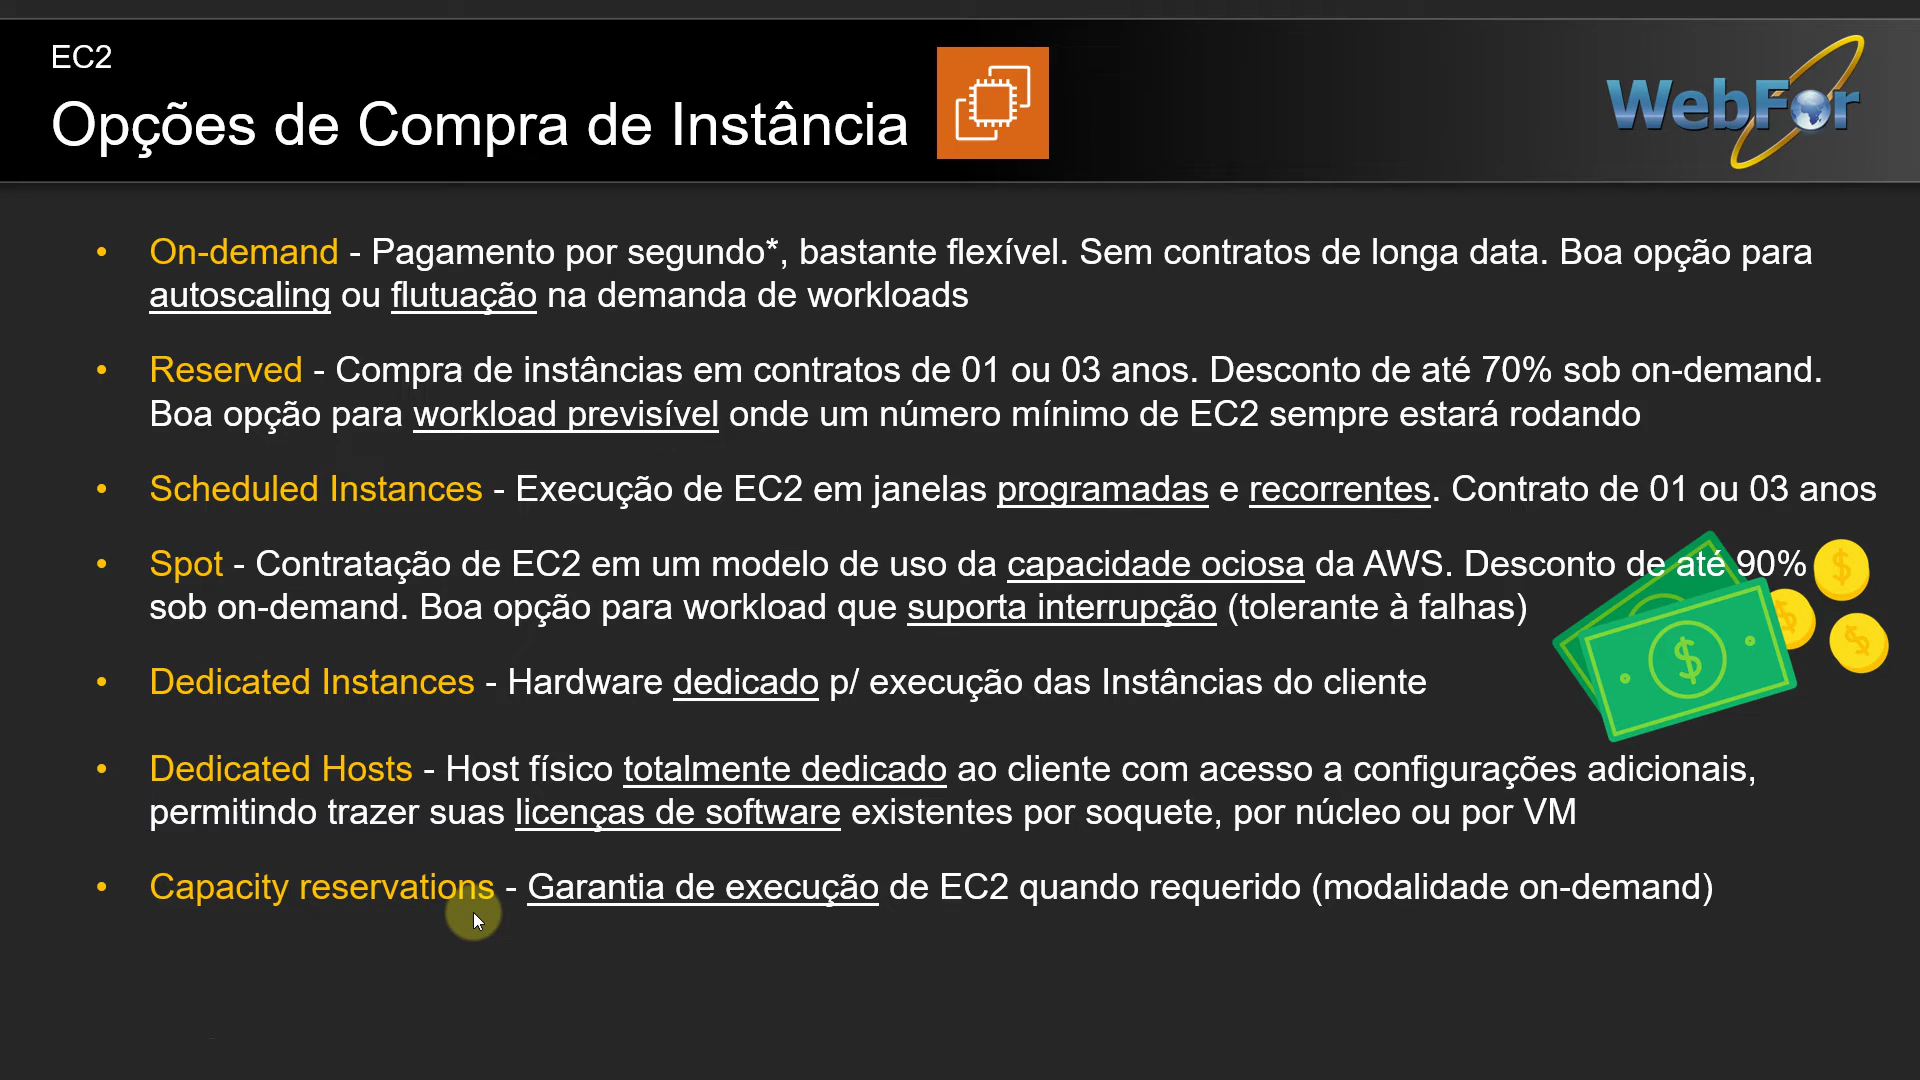 EC2
Opções de Compra de Instância
WebFor
• On-demand - Pagamento por segundo*, bastante flexível. Sem contratos de longa data. Boa opção para
autoscaling ou flutuação na demanda de workloads
• Reserved - Compra de instâncias em contratos de 01 ou 03 anos. Desconto de até 70% sob on-demand.
Boa opção para workload previsível onde um número mínimo de EC2 sempre estará rodando
• Scheduled Instances - Execução de EC2 em janelas programadas e recorrentes. Contrato de 01 ou 03 anos
• Spot - Contratação de EC2 em um modelo de uso da capacidade ociosa da AWS. Desconto de até 90%
sob on-demand. Boa opção para workload que suporta interrupção (tolerante à falhas)
• Dedicated Instances - Hardware dedicado p/ execução das Instâncias do cliente
• Dedicated Hosts - Host físico totalmente dedicado ao cliente com acesso a configurações adicionais,
permitindo trazer suas licenças de software existentes por soquete, por núcleo ou por VM
• Capacity reservations - Garantia de execução de EC2 quando requerido (modalidade on-demand)